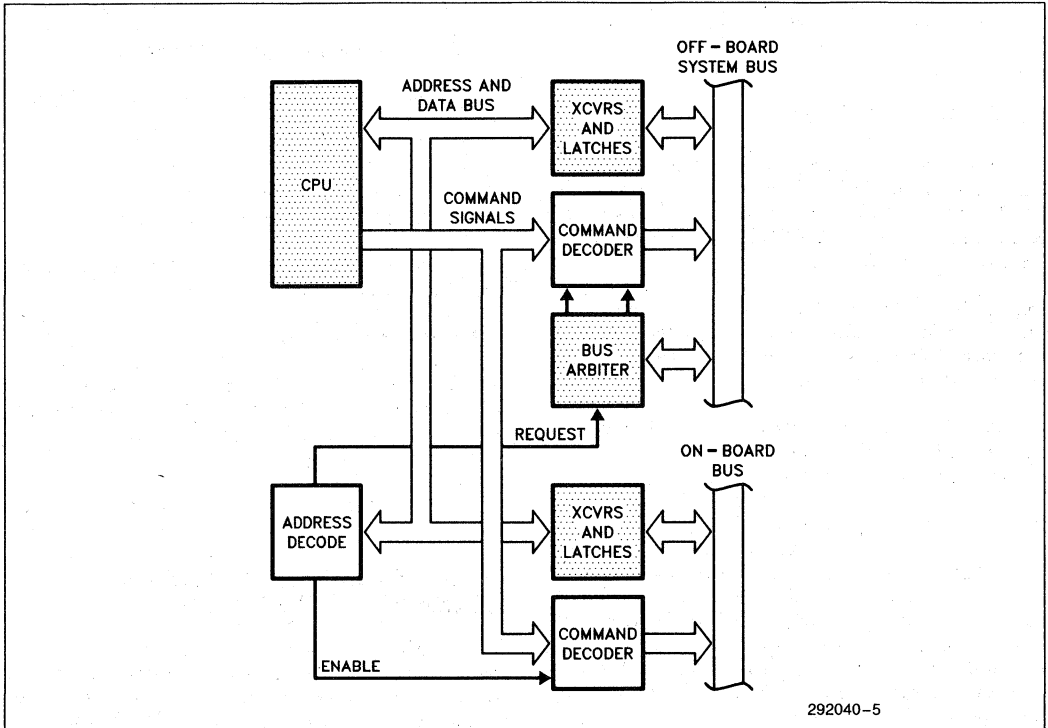 OFF-BOARD
SYSTEM BUS
ADDRESS AND
DATA BUS
XCVRS
AND
LATCHES
CPU
COMMAND
SIGNALS
COMMAND
DECODER
BUS
ARBITER
REQUEST
ON-BOARD
BUS
ADDRESS
DECODE
XCVRS
AND
LATCHES
COMMAND
DECODER
ENABLE
292040-5